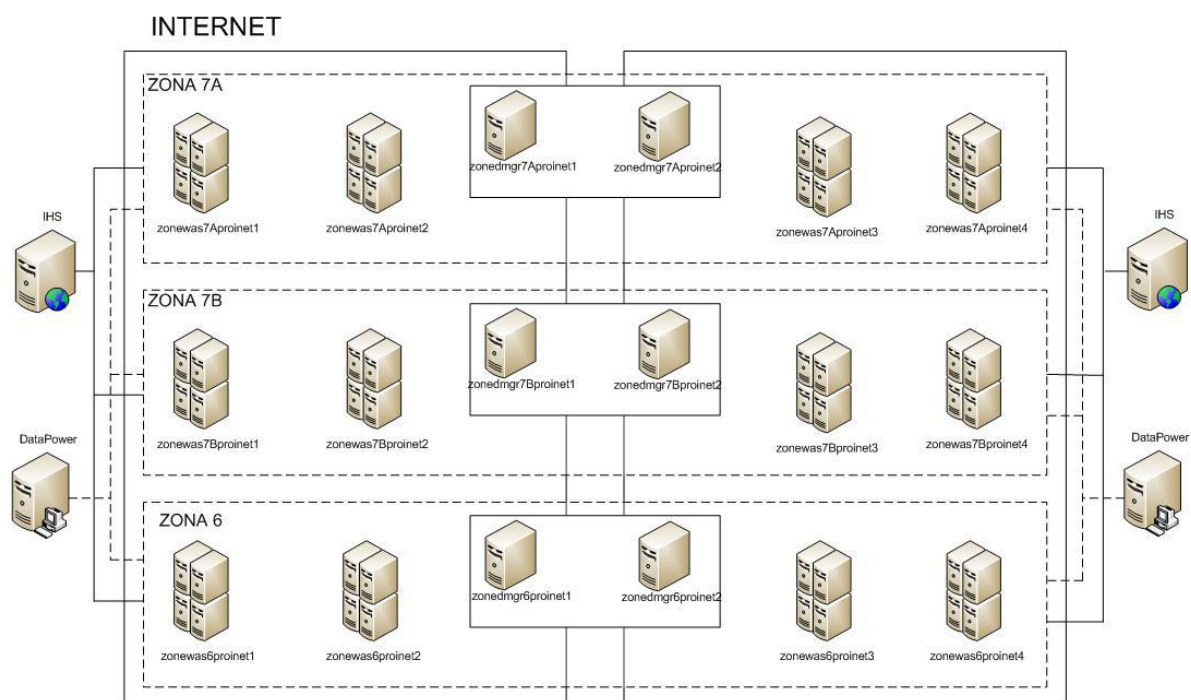 INTERNET
ZONA 7A
zonedmgr7Aproinet1
zonedmgr7Aproinet2
zonewas7Aproinet1
zonewas7Aproinet2
zonewas7Aproinet3
zonewas7Aproinet4
IHS
IHS
ZONA 7B
zonedmgr7Bproinet1
zonedmgr7Bproinet2
zonewas7Bproinet1
zonewas7Bproinet2
zonewas7Bproinet3
zonewas7Bproinet4
DataPower
DataPower
ZONA 6
zonedmgr6proinet1
zonedmgr6proinet2
zonewas6proinet1
zonewas6proinet2
zonewas6proinet3
zonewas6proinet4